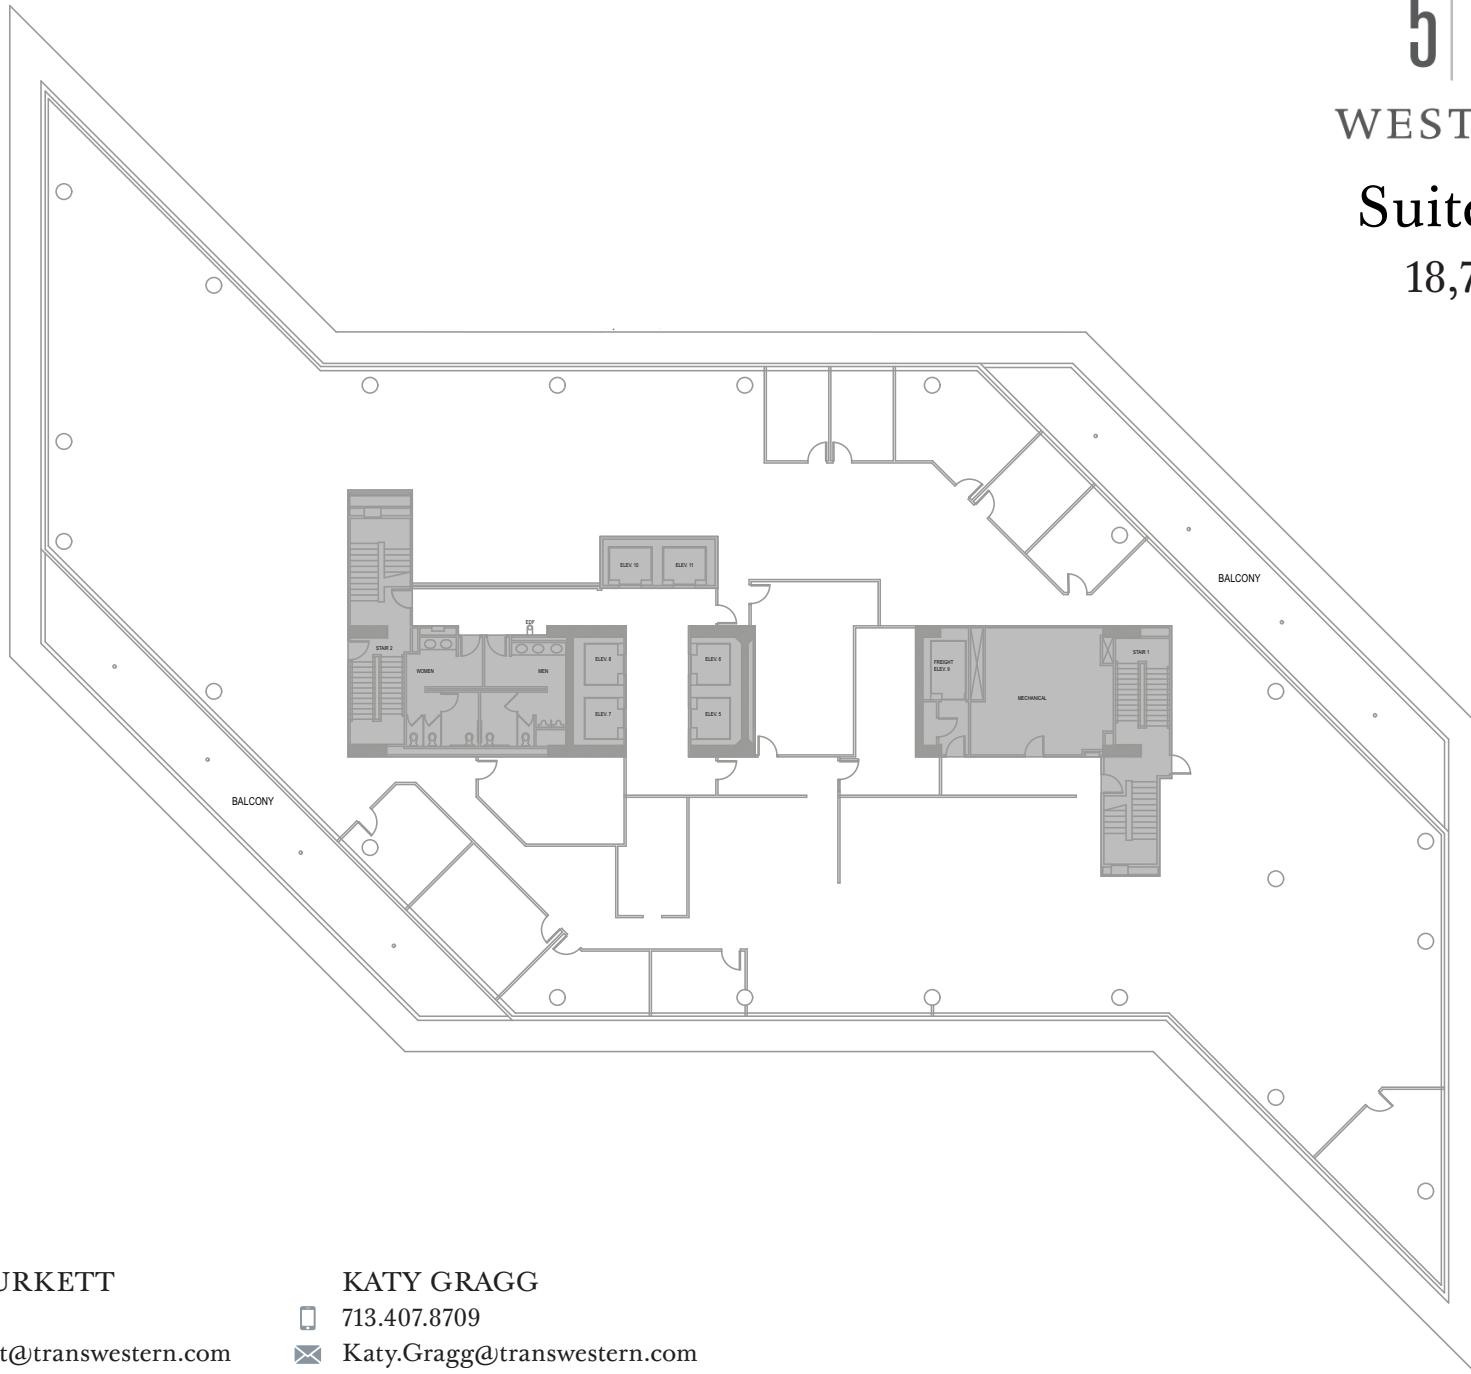 5
WEST
Suite
18,7
BALCONY
ELEV. 10
ELEV. 11
EDF
STAIR 2
WOMEN
MEN
ELEV. 8
ELEV. 6
FREIGHT
ELEV. 9
STAIR 1
MECHANICAL
ELEV. 7
ELEV. 5
BALCONY
URKETT
t@transwestern.com
KATY GRAGG
713.407.8709
Katy.Gragg@transwestern.com